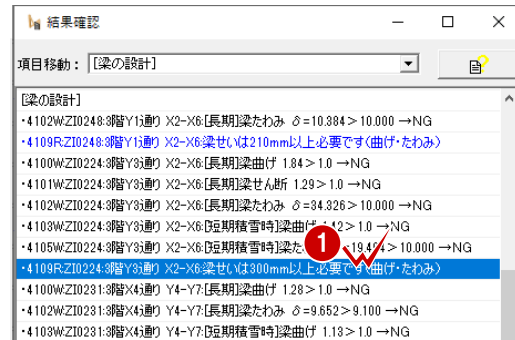 結果確認
項目移動： [梁の設計]
[梁の設計]
・4102W:ZI0248:3階Y1通り X2-X6:[長期]梁たわみ δ=10.384＞10.000 →NG
・4109R:ZI0248:3階Y1通り X2-X6:梁せいは210mm以上必要です(曲げ・たわみ)
・4100W:ZI0224:3階Y3通り X2-X6:[長期]梁曲げ 1.84＞1.0 →NG
・4101W:ZI0224:3階Y3通り X2-X6:[長期]梁せん断 1.29＞1.0 →NG
・4102W:ZI0224:3階Y3通り X2-X6:[長期]梁たわみ δ=34.326＞10.000 →NG
・4103W:ZI0224:3階Y3通り X2-X6:[短期積雪時]梁曲げ 1.42＞1.0 →NG
・4105W:ZI0224:3階Y3通り X2-X6:[短期積雪時]梁た 19.494＞10.000 →NG
1
・4109R:ZI0224:3階Y3通り X2-X6:梁せいは300mm以上必要です(曲げ・たわみ)
・4100W:ZI0231:3階X4通り Y4-Y7:[長期]梁曲げ 1.28＞1.0 →NG
・4102W:ZI0231:3階X4通り Y4-Y7:[長期]梁たわみ δ=9.652＞9.100 →NG
・4103W:ZI0231:3階X4通り Y4-Y7:[短期積雪時]梁曲げ 1.13＞1.0 →NG